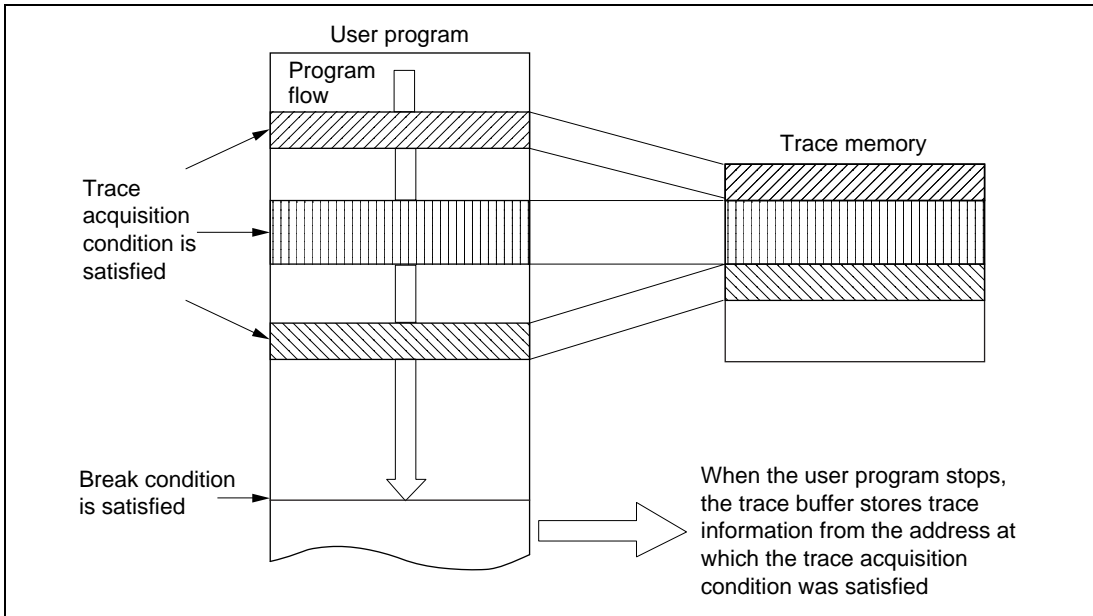 User program
Program
flow
Trace memory
Trace
acquisition
condition is
satisfied
Break condition
is satisfied
When the user program stops,
the trace buffer stores trace
information from the address at
which the trace acquisition
condition was satisfied